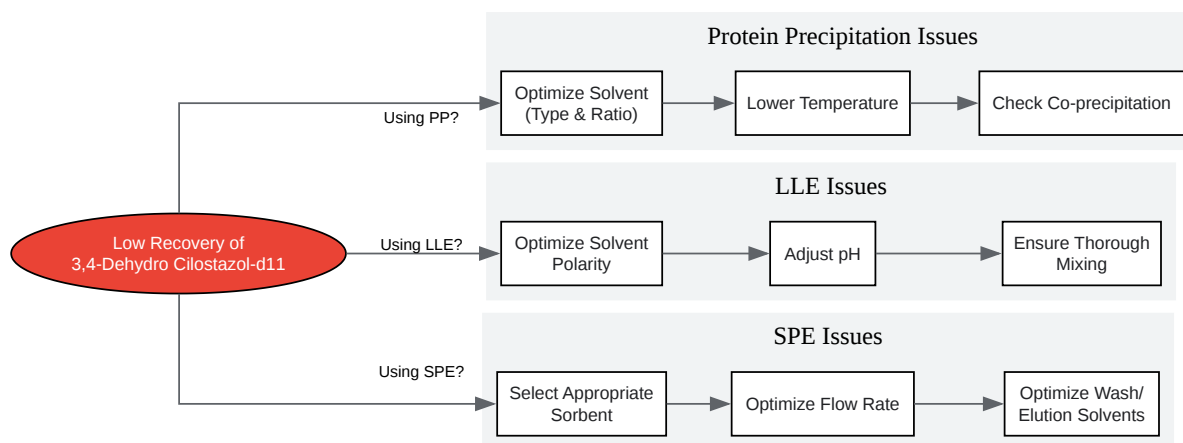 Protein Precipitation Issues
Using PP?
Optimize Solvent
(Type & Ratio)
Lower Temperature
Check Co-precipitation
LLE Issues
Low Recovery of
3,4-Dehydro Cilostazol-d11
Using LLE?
Optimize Solvent
Polarity
Adjust pH
Ensure Thorough
Mixing
SPE Issues
Using SPE?
Select Appropriate
Sorbent
Optimize Flow Rate
Optimize Wash/
Elution Solvents